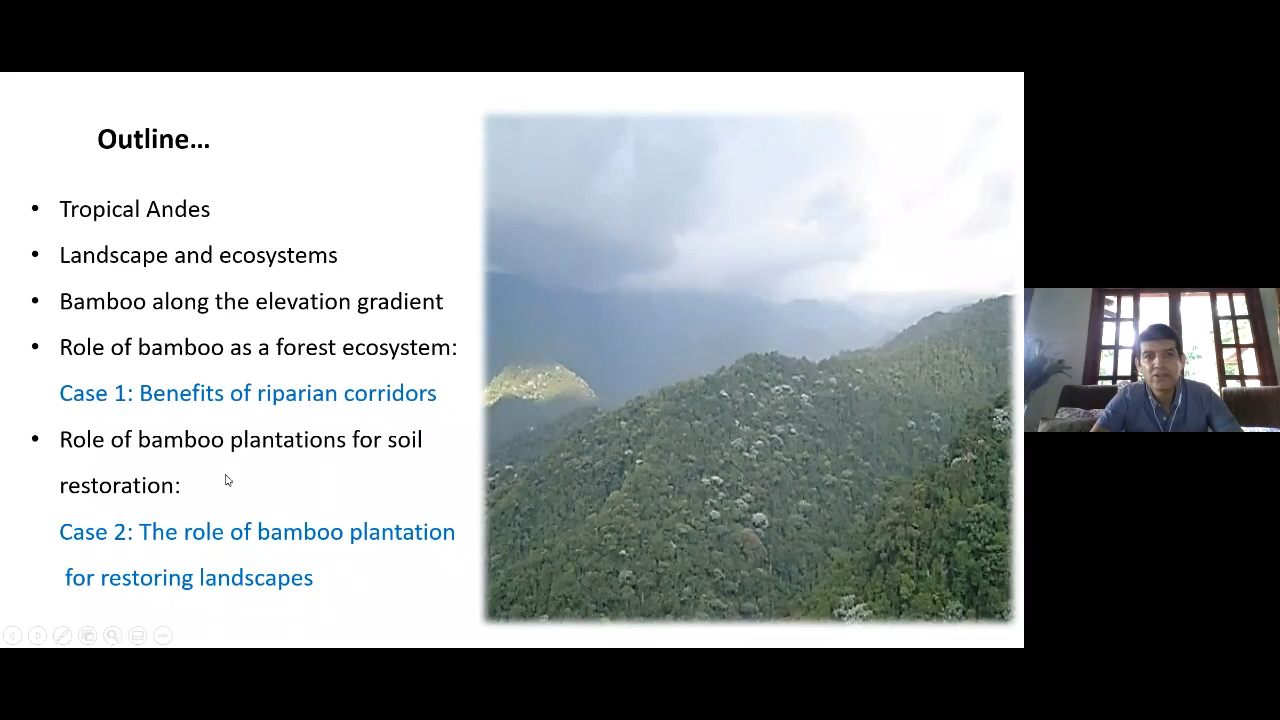 Outline...
• Tropical Andes
• Landscape and ecosystems
• Bamboo along the elevation gradient
• Role of bamboo as a forest ecosystem:
Case 1: Benefits of riparian corridors
• Role of bamboo plantations for soil
restoration:
Case 2: The role of bamboo plantation
for restoring landscapes